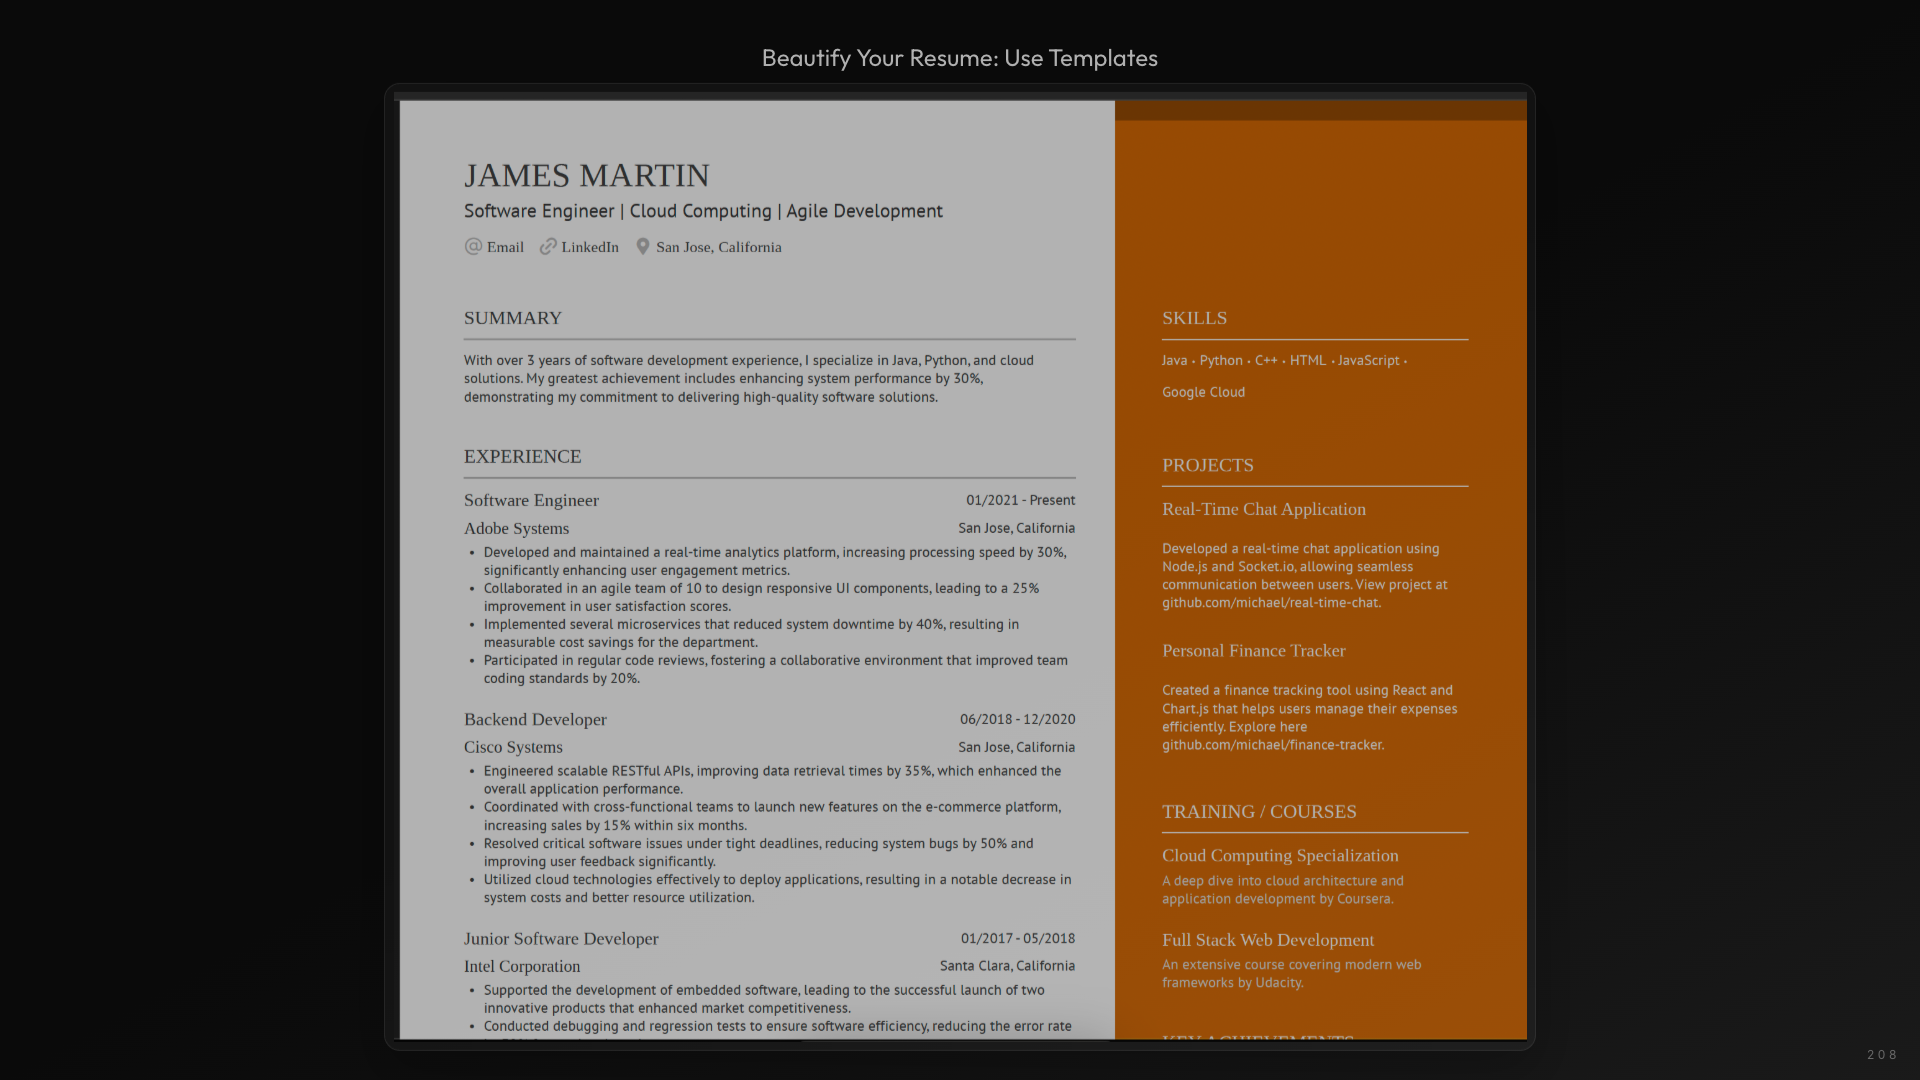 Beautify Your Resume: Use Templates
JAMES MARTIN
Software Engineer | Cloud Computing | Agile Development
@ Email LinkedIn San Jose, California
SUMMARY
With over 3 years of software development experience, I specialize in Java, Python, and cloud
solutions. My greatest achievement includes enhancing system performance by 30%,
demonstrating my commitment to delivering high-quality software solutions.
EXPERIENCE
Software Engineer 01/2021 - Present
Adobe Systems San Jose, California
• Developed and maintained a real-time analytics platform, increasing processing speed by 30%,
significantly enhancing user engagement metrics.
• Collaborated in an agile team of 10 to design responsive UI components, leading to a 25%
improvement in user satisfaction scores.
• Implemented several microservices that reduced system downtime by 40%, resulting in
measurable cost savings for the department.
• Participated in regular code reviews, fostering a collaborative environment that improved team
coding standards by 20%.
Backend Developer 06/2018 - 12/2020
Cisco Systems San Jose, California
• Engineered scalable RESTful APIs, improving data retrieval times by 35%, which enhanced the
overall application performance.
• Coordinated with cross-functional teams to launch new features on the e-commerce platform,
increasing sales by 15% within six months.
• Resolved critical software issues under tight deadlines, reducing system bugs by 50% and
improving user feedback significantly.
• Utilized cloud technologies effectively to deploy applications, resulting in a notable decrease in
system costs and better resource utilization.
Junior Software Developer 01/2017 - 05/2018
Intel Corporation Santa Clara, California
• Supported the development of embedded software, leading to the successful launch of two
innovative products that enhanced market competitiveness.
• Conducted debugging and regression tests to ensure software efficiency, reducing the error rate
SKILLS
Java • Python • C++ • HTML • JavaScript •
Google Cloud
PROJECTS
Real-Time Chat Application
Developed a real-time chat application using
Node.js and Socket.io, allowing seamless
communication between users. View project at
github.com/michael/real-time-chat.
Personal Finance Tracker
Created a finance tracking tool using React and
Chart.js that helps users manage their expenses
efficiently. Explore here
github.com/michael/finance-tracker.
TRAINING / COURSES
Cloud Computing Specialization
A deep dive into cloud architecture and
application development by Coursera.
Full Stack Web Development
An extensive course covering modern web
frameworks by Udacity.
KEY ACHIEVEMENTS
208